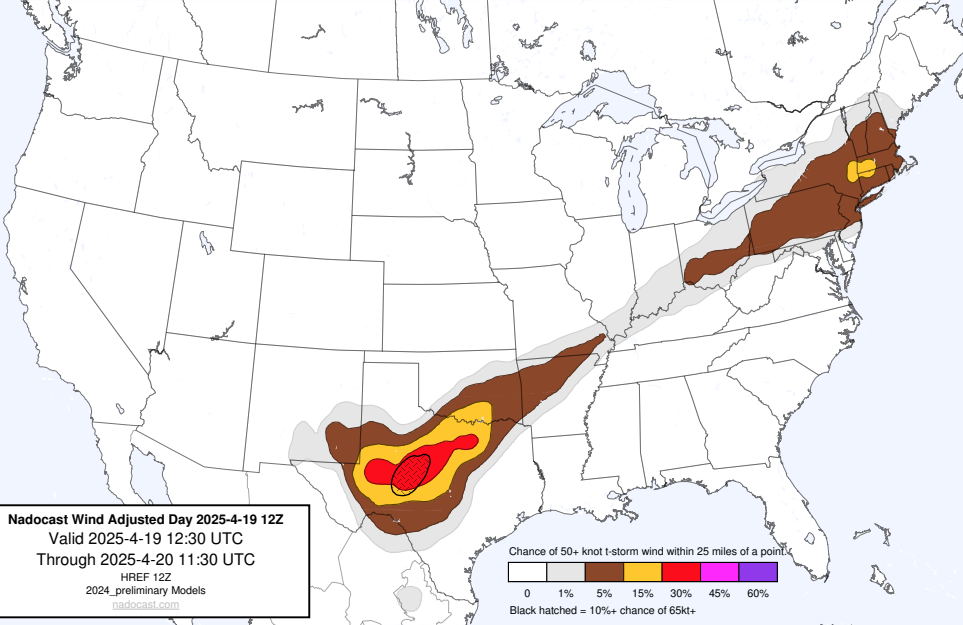 Nadocast Wind Adjusted Day 2025-4-19 12Z
Valid 2025-4-19 12:30 UTC
Through 2025-4-20 11:30 UTC
HREF 12Z
2024_preliminary Models
nadocast.com
Chance of 50+ knot t-storm wind within 25 miles of a point.
0 1% 5% 15% 30% 45% 60%
Black hatched = 10%+ chance of 65kt+